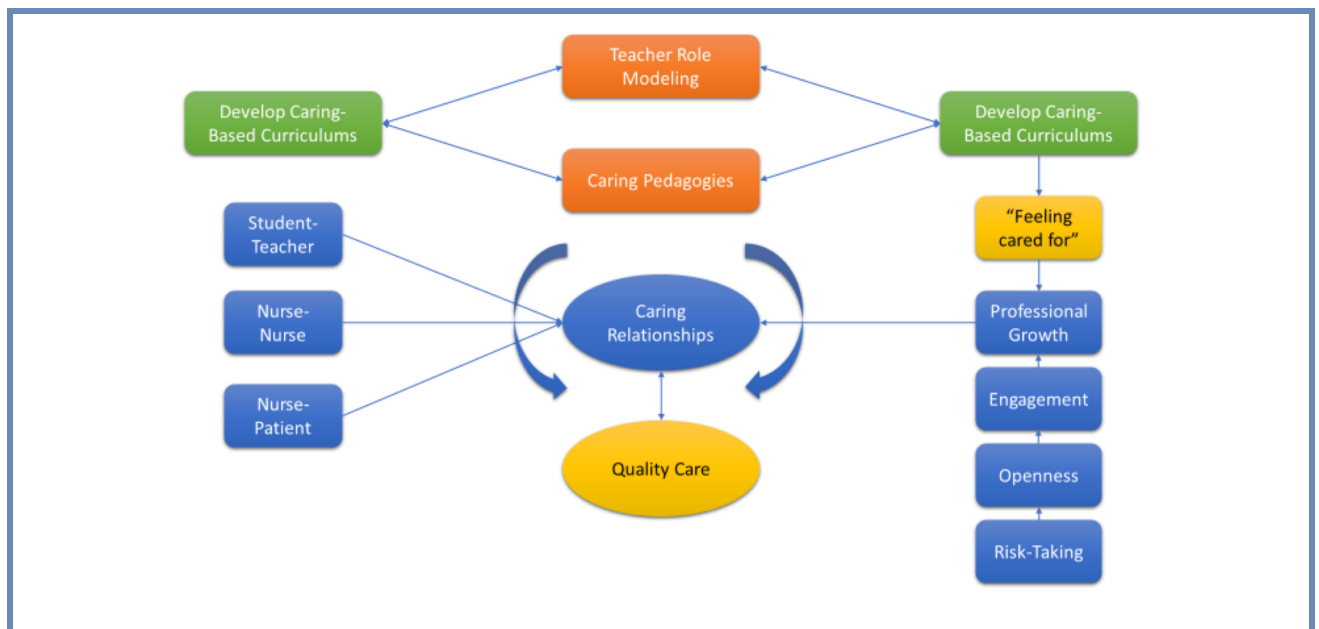 Teacher Role
Modeling
Develop Caring-
Based Curriculums
Develop Caring-
Based Curriculums
Caring Pedagogies
Student-
Teacher
"Feeling
cared for"
Nurse-
Nurse
Caring
Relationships
Professional
Growth
Nurse-
Patient
Engagement
Quality Care
Openness
Risk-Taking